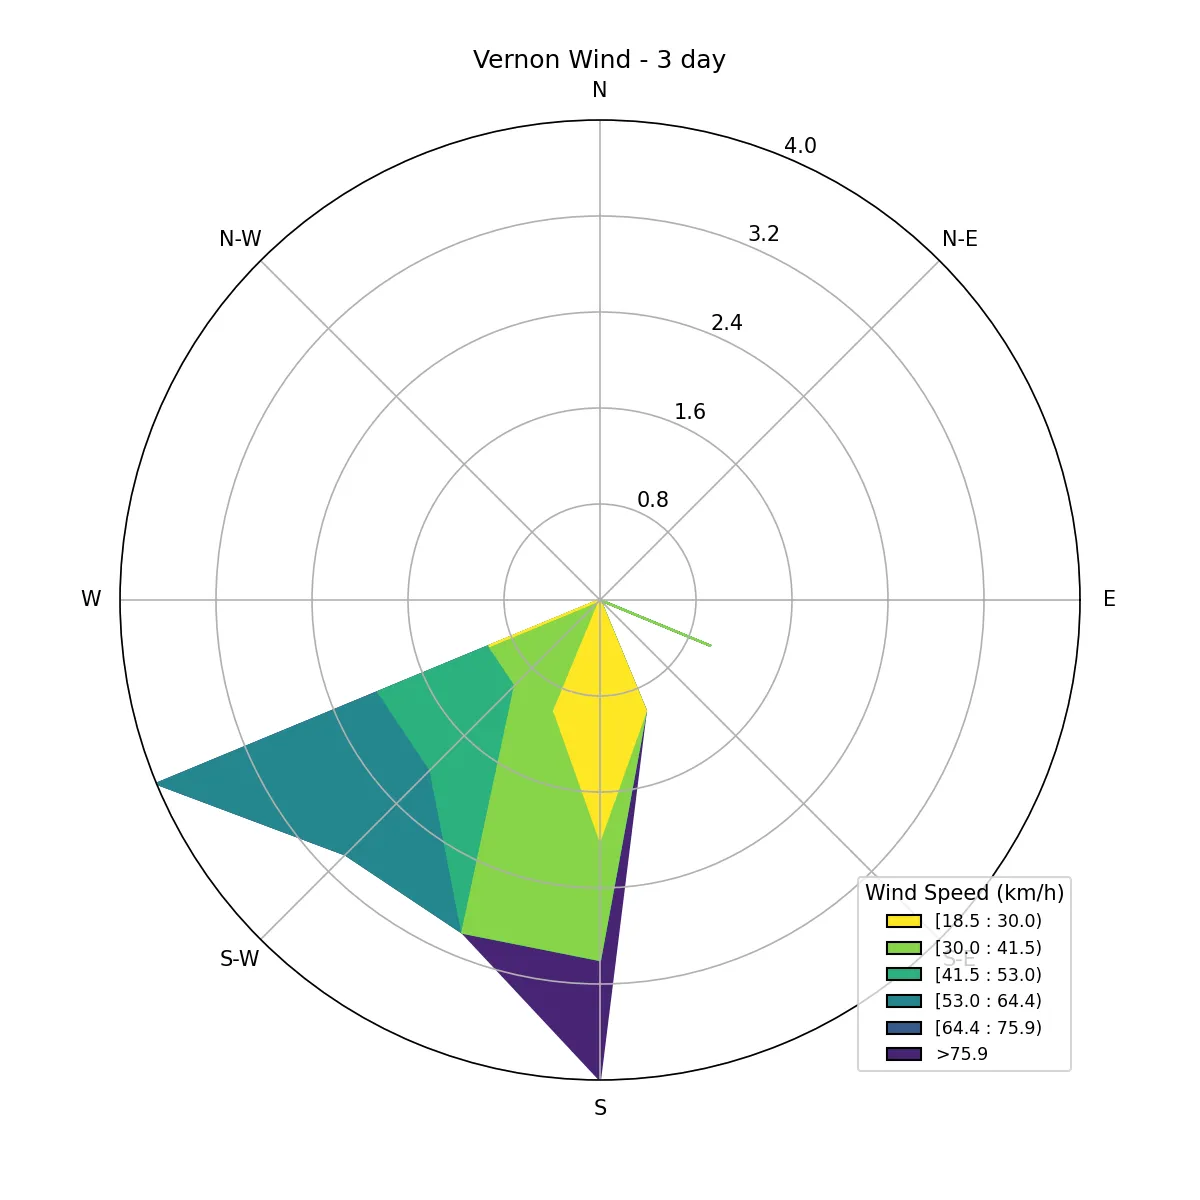 Vernon Wind - 3 day
N
4.0
N-W
N-E
3.2
2.4
1.6
0.8
W
E
S-W
S-E
S
Wind Speed (km/h)
[18.5 : 30.0)
[30.0 : 41.5)
[41.5 : 53.0)
[53.0 : 64.4)
[64.4 : 75.9)
>75.9